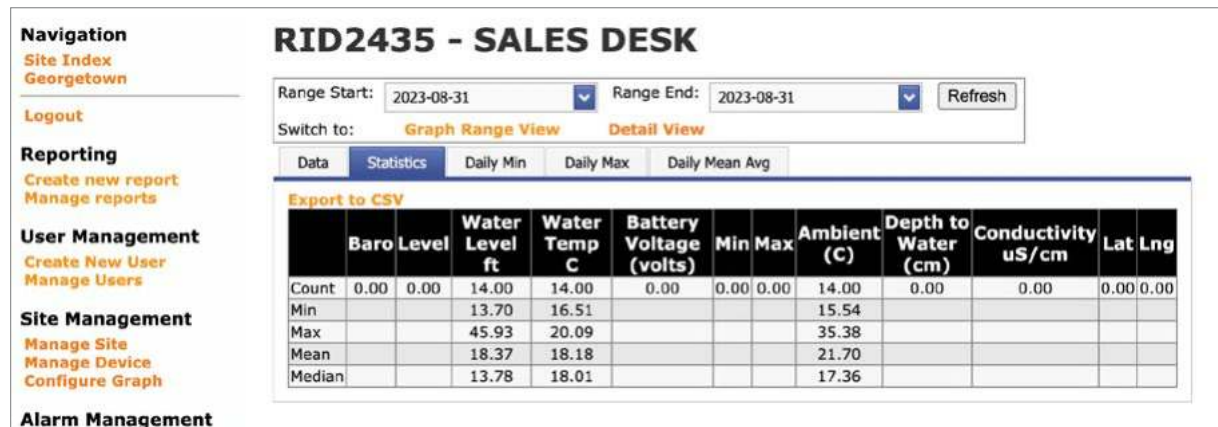 Navigation
Site Index
Georgetown
Logout
Reporting
Create new report
Manage reports
User Management
Create New User
Manage Users
Site Management
Manage Site
Manage Device
Configure Graph
Alarm Management
RID2435 - SALES DESK
Range Start: 2023-08-31 Range End: 2023-08-31 Refresh
Switch to: Graph Range View Detail View
Data Statistics Daily Min Daily Max Daily Mean Avg
Export to CSV
Baro Level Water Level ft Water Temp C Battery Voltage (volts) Min Max Ambient (C) Depth to Water (cm) Conductivity uS/cm Lat Lng
Count 0.00 0.00 14.00 14.00 0.00 0.00 0.00 14.00 0.00 0.00 0.00 0.00
Min 13.70 16.51 15.54
Max 45.93 20.09 35.38
Mean 18.37 18.18 21.70
Median 13.78 18.01 17.36